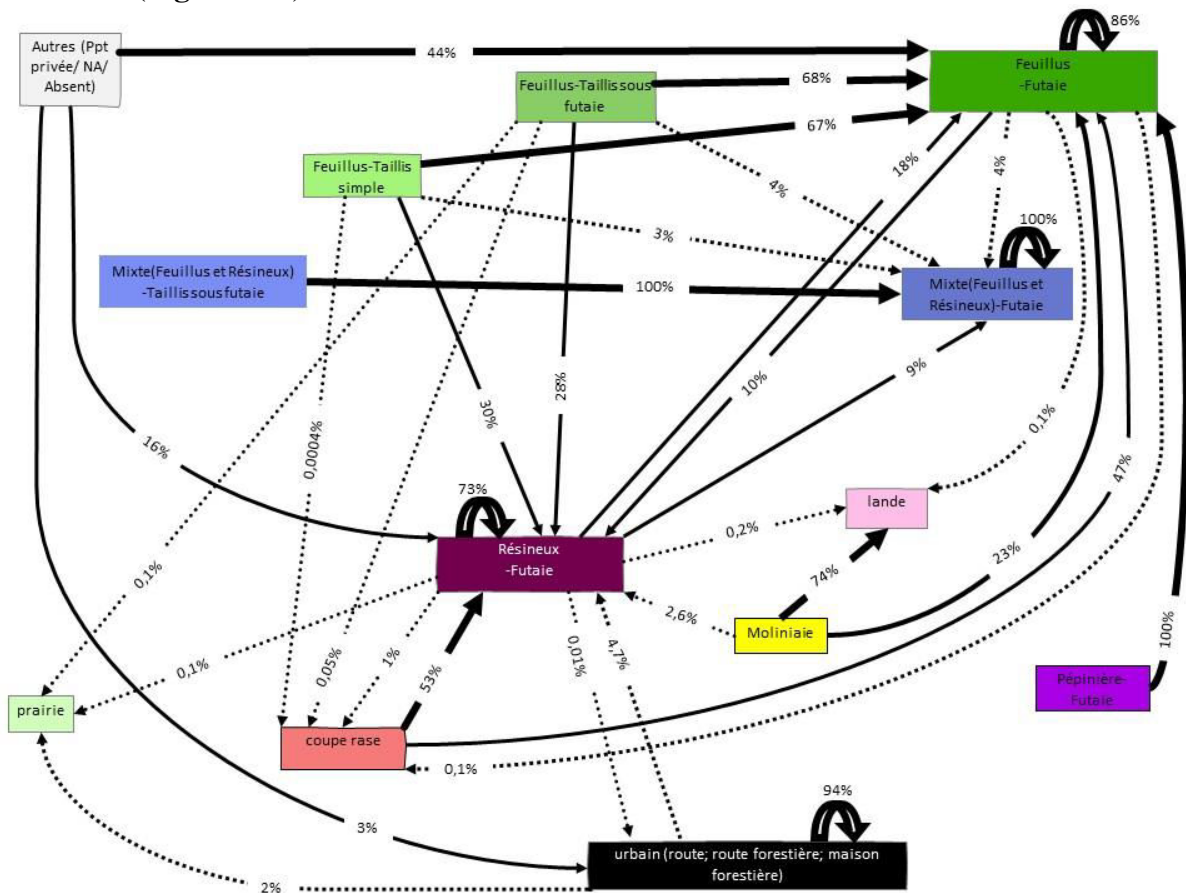 86%
Autres (Ppt
privée/ NA/
Absent)
44%
Feuillus
-Futaie
Feuillus-Taillis sous
futaie
68%
67%
Feuillus-Taillis
simple
18%
4%
4%
3%
100%
Mixte(Feuillus et Résineux)
-Taillis sous futaie
100%
Mixte(Feuillus et
Résineux)-Futaie
9%
10%
28%
30%
0,1%
0,0004%
16%
47%
73%
lande
0,2%
Résineux
-Futaie
23%
74%
0,1%
2,6%
Moliniaie
0,01%
4,7%
1%
0,05%
53%
100%
0,1%
Pépinière-
Futaie
prairie
coupe rase
0,1%
94%
3%
urbain (route; route forestière; maison
forestière)
2%